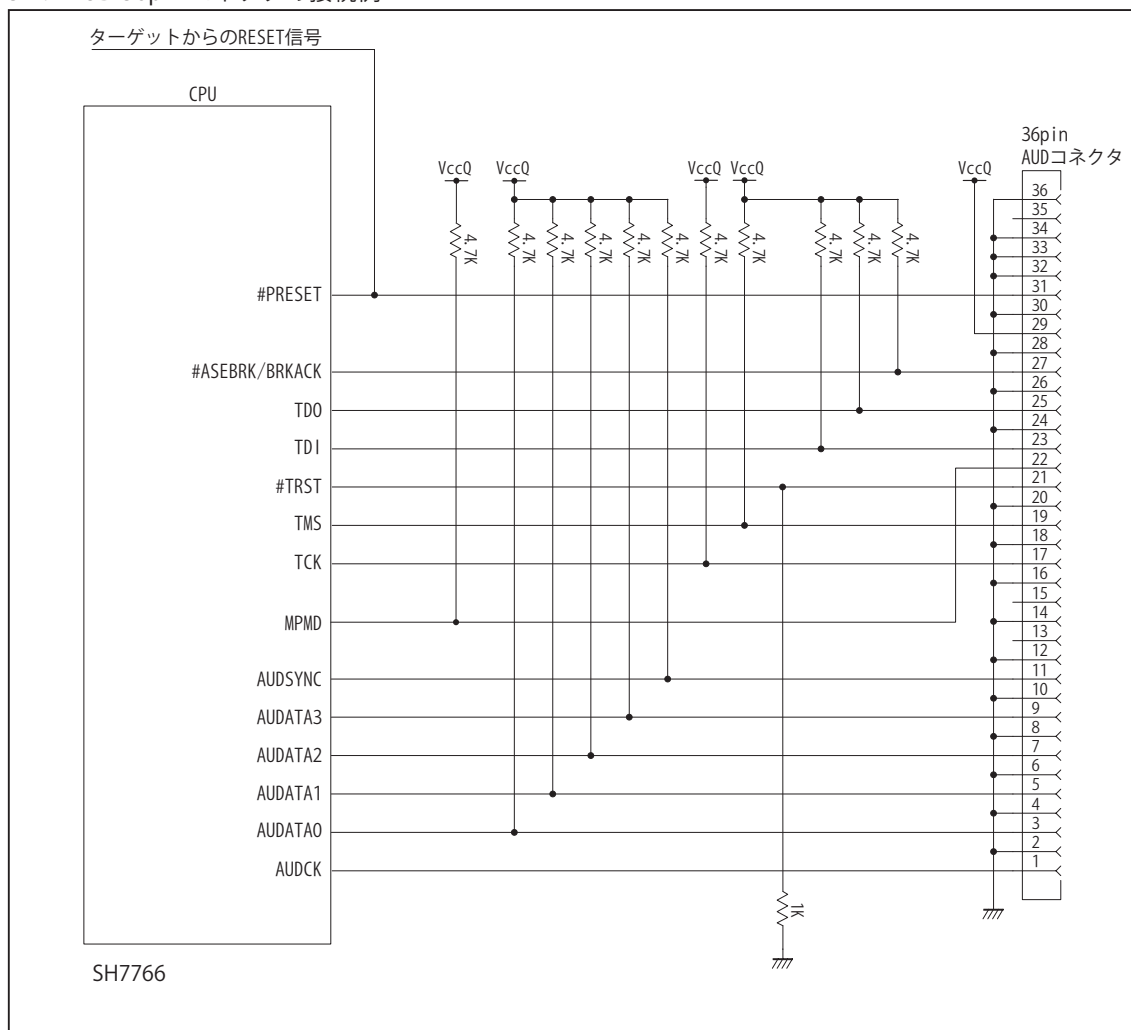 ターゲットからのRESET信号
CPU
36pin
AUDコネクタ
VccQ
VccQ
VccQ
VccQ
VccQ
4.7K
4.7K
4.7K
4.7K
4.7K
4.7K
4.7K
4.7K
4.7K
4.7K
4.7K
#PRESET
#ASEBRK/BRKACK
TDO
TDI
#TRST
TMS
TCK
MPMD
AUDSYNC
AUDATA3
AUDATA2
AUDATA1
AUDATA0
AUDCK
36
35
34
33
32
31
30
29
28
27
26
25
24
23
22
21
20
19
18
17
16
15
14
13
12
11
10
9
8
7
6
5
4
3
2
1
1K
SH7766